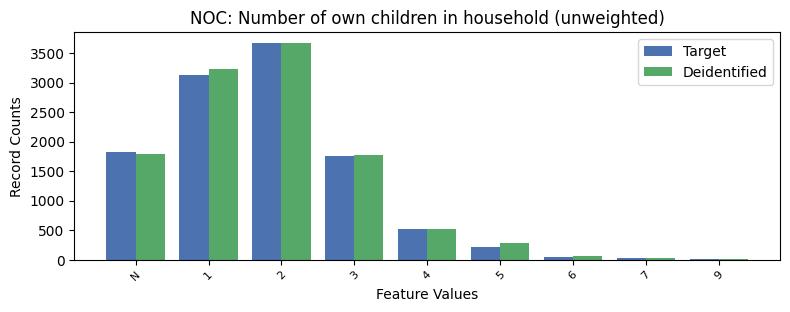 NOC: Number of own children in household (unweighted)
Record Counts
3500
3000
2500
2000
1500
1000
500
0
Target
Deidentified
N 1 2 3 4 5 6 7 9
Feature Values